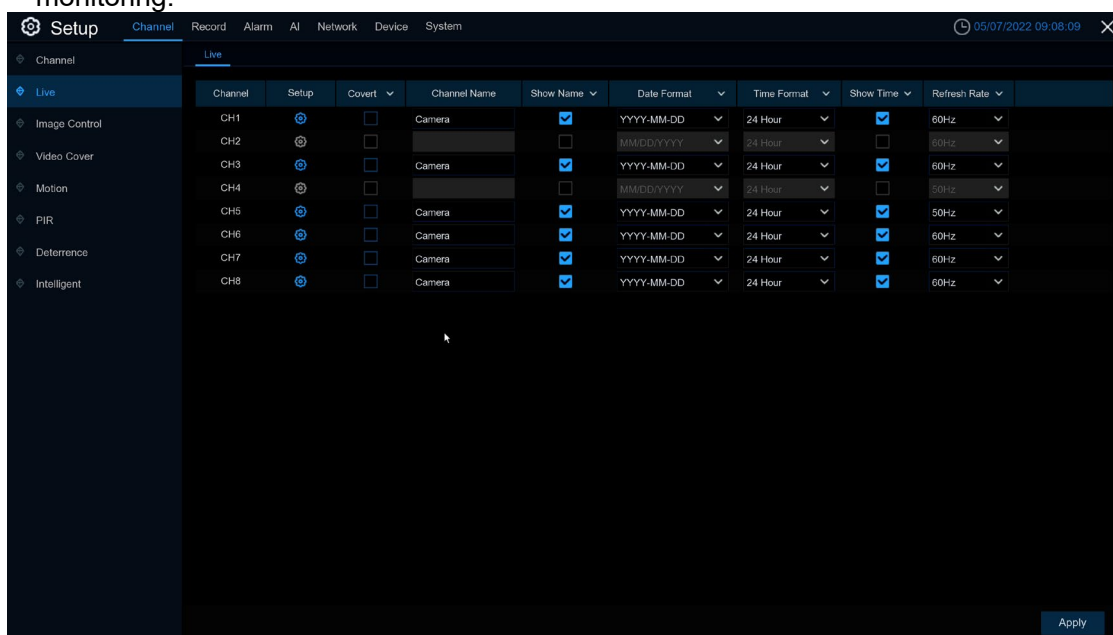 monitoring.
Setup Channel Record Alarm AI Network Device System 05/07/2022 09:08:09
Channel Live
Live
Channel Setup Covert Channel Name Show Name Date Format Time Format Show Time Refresh Rate
Image Control
Video Cover
Motion
PIR
Deterrence
Intelligent
CH1 Camera YYYY-MM-DD 24 Hour 60Hz
CH2 MM/DD/YYYY 24 Hour 60Hz
CH3 Camera YYYY-MM-DD 24 Hour 60Hz
CH4 MM/DD/YYYY 24 Hour 50Hz
CH5 Camera YYYY-MM-DD 24 Hour 50Hz
CH6 Camera YYYY-MM-DD 24 Hour 60Hz
CH7 Camera YYYY-MM-DD 24 Hour 60Hz
CH8 Camera YYYY-MM-DD 24 Hour 60Hz
Apply